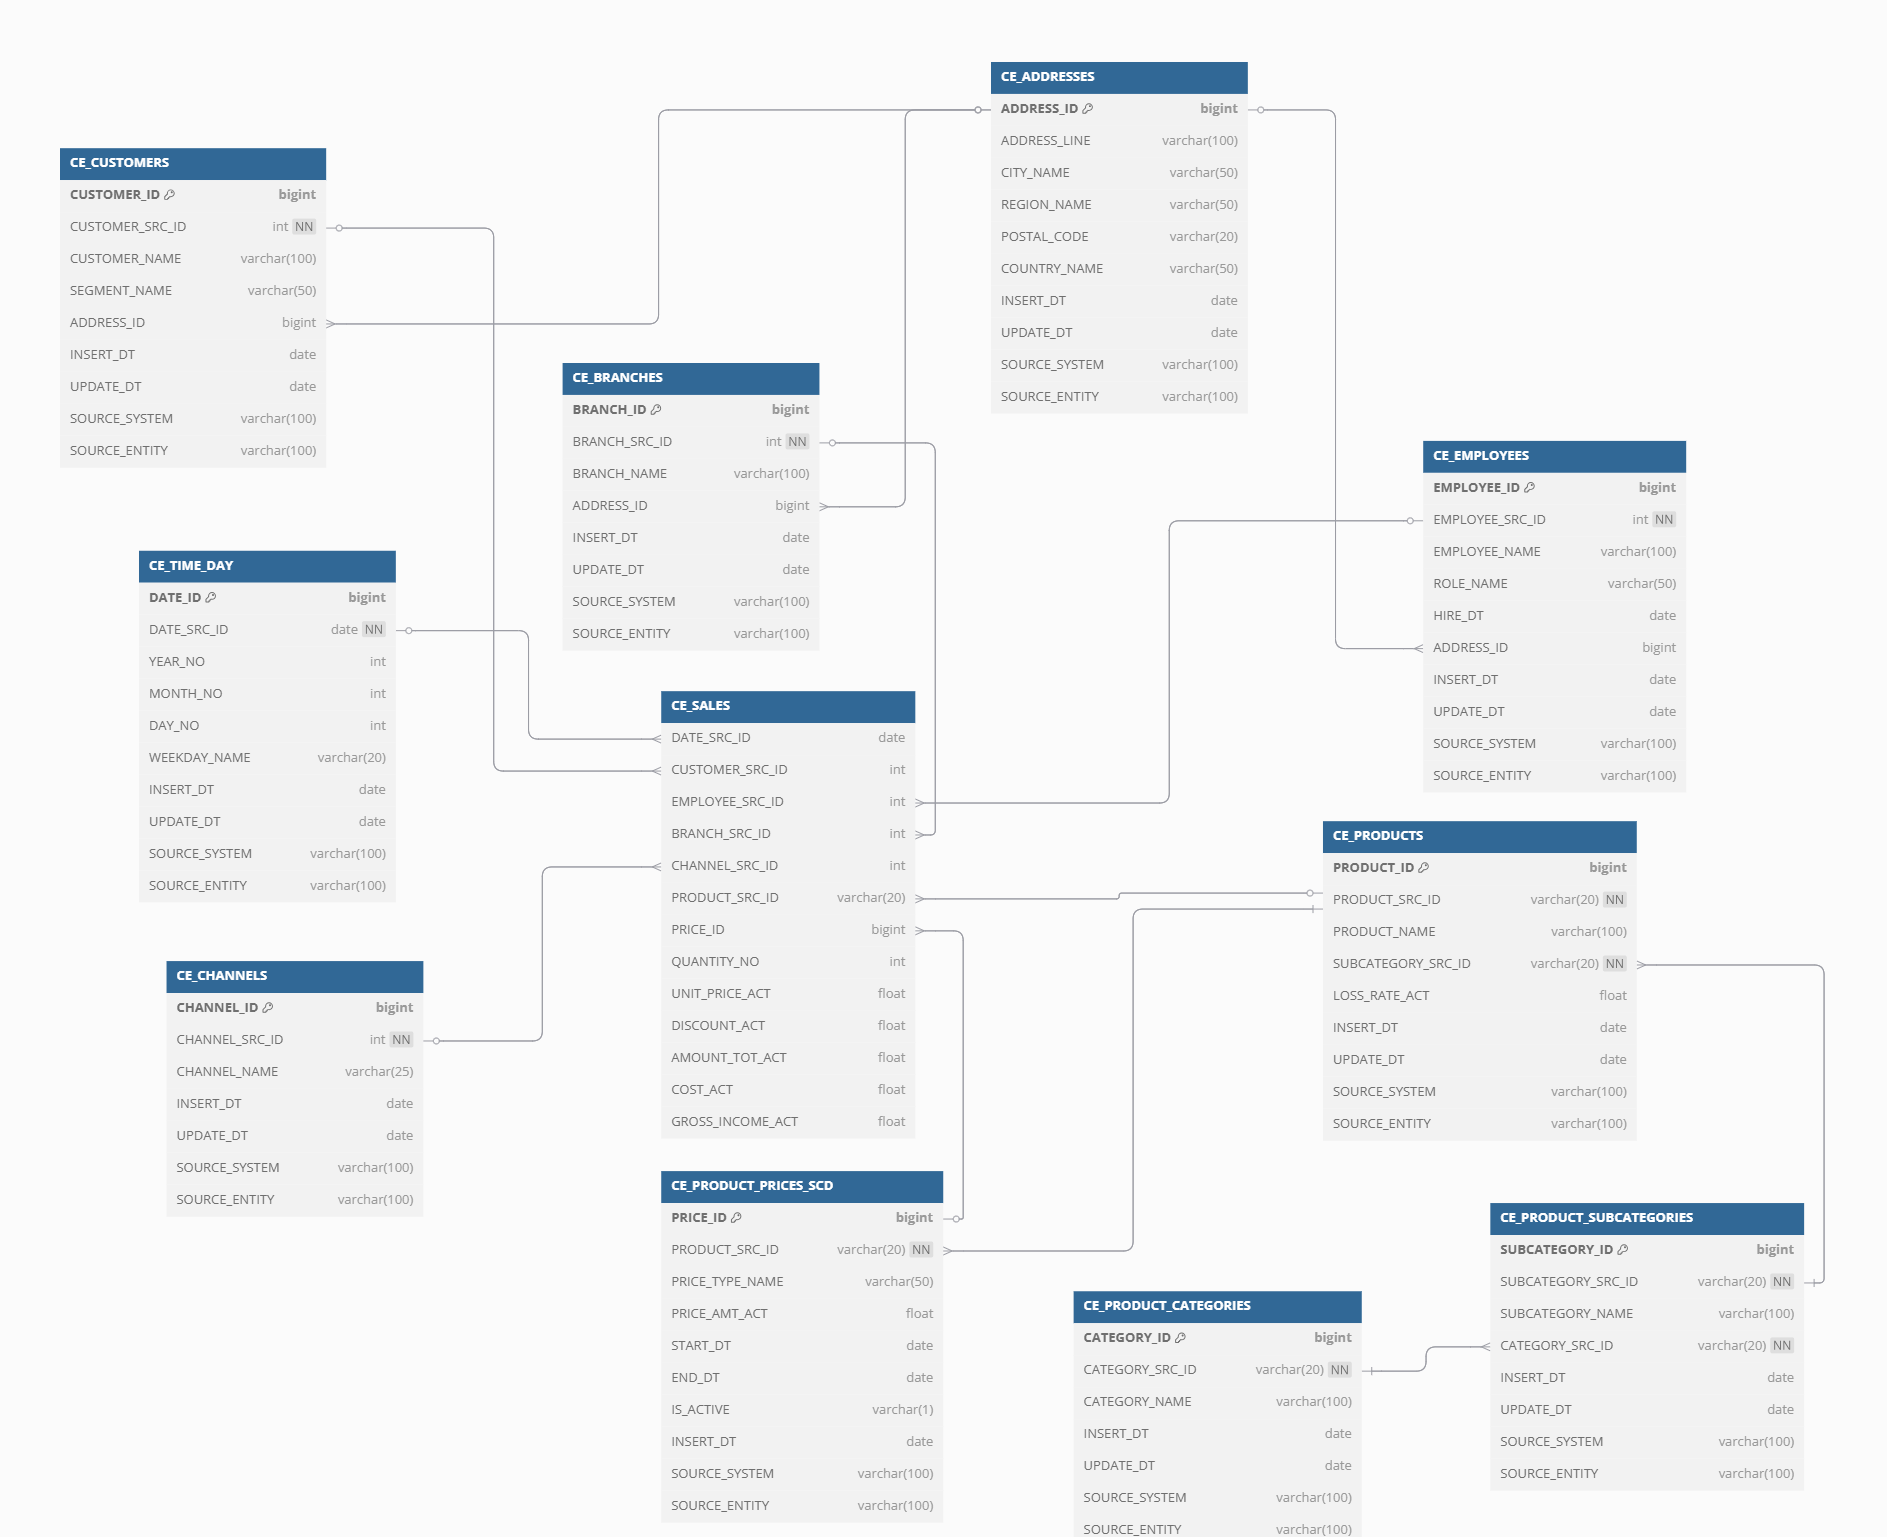 CE_ADDRESSES
ADDRESS_ID bigint
ADDRESS_LINE varchar(100)
CITY_NAME varchar(50)
REGION_NAME varchar(50)
POSTAL_CODE varchar(20)
COUNTRY_NAME varchar(50)
INSERT_DT date
UPDATE_DT date
SOURCE_SYSTEM varchar(100)
SOURCE_ENTITY varchar(100)
CE_CUSTOMERS
CUSTOMER_ID bigint
CUSTOMER_SRC_ID int NN
CUSTOMER_NAME varchar(100)
SEGMENT_NAME varchar(50)
ADDRESS_ID bigint
INSERT_DT date
UPDATE_DT date
SOURCE_SYSTEM varchar(100)
SOURCE_ENTITY varchar(100)
CE_BRANCHES
BRANCH_ID bigint
BRANCH_SRC_ID int NN
BRANCH_NAME varchar(100)
ADDRESS_ID bigint
INSERT_DT date
UPDATE_DT date
SOURCE_SYSTEM varchar(100)
SOURCE_ENTITY varchar(100)
CE_EMPLOYEES
EMPLOYEE_ID bigint
EMPLOYEE_SRC_ID int NN
EMPLOYEE_NAME varchar(100)
ROLE_NAME varchar(50)
HIRE_DT date
ADDRESS_ID bigint
INSERT_DT date
UPDATE_DT date
SOURCE_SYSTEM varchar(100)
SOURCE_ENTITY varchar(100)
CE_TIME_DAY
DATE_ID bigint
DATE_SRC_ID date NN
YEAR_NO int
MONTH_NO int
DAY_NO int
WEEKDAY_NAME varchar(20)
INSERT_DT date
UPDATE_DT date
SOURCE_SYSTEM varchar(100)
SOURCE_ENTITY varchar(100)
CE_SALES
DATE_SRC_ID date
CUSTOMER_SRC_ID int
EMPLOYEE_SRC_ID int
BRANCH_SRC_ID int
CHANNEL_SRC_ID int
PRODUCT_SRC_ID varchar(20)
PRICE_ID bigint
QUANTITY_NO int
UNIT_PRICE_ACT float
DISCOUNT_ACT float
AMOUNT_TOT_ACT float
COST_ACT float
GROSS_INCOME_ACT float
CE_PRODUCTS
PRODUCT_ID bigint
PRODUCT_SRC_ID varchar(20) NN
PRODUCT_NAME varchar(100)
SUBCATEGORY_SRC_ID varchar(20) NN
LOSS_RATE_ACT float
INSERT_DT date
UPDATE_DT date
SOURCE_SYSTEM varchar(100)
SOURCE_ENTITY varchar(100)
CE_CHANNELS
CHANNEL_ID bigint
CHANNEL_SRC_ID int NN
CHANNEL_NAME varchar(25)
INSERT_DT date
UPDATE_DT date
SOURCE_SYSTEM varchar(100)
SOURCE_ENTITY varchar(100)
CE_PRODUCT_PRICES_SCD
PRICE_ID bigint
PRODUCT_SRC_ID varchar(20) NN
PRICE_TYPE_NAME varchar(50)
PRICE_AMT_ACT float
START_DT date
END_DT date
IS_ACTIVE varchar(1)
INSERT_DT date
SOURCE_SYSTEM varchar(100)
SOURCE_ENTITY varchar(100)
CE_PRODUCT_SUBCATEGORIES
SUBCATEGORY_ID bigint
SUBCATEGORY_SRC_ID varchar(20) NN
SUBCATEGORY_NAME varchar(100)
CATEGORY_SRC_ID varchar(20) NN
INSERT_DT date
UPDATE_DT date
SOURCE_SYSTEM varchar(100)
SOURCE_ENTITY varchar(100)
CE_PRODUCT_CATEGORIES
CATEGORY_ID bigint
CATEGORY_SRC_ID varchar(20) NN
CATEGORY_NAME varchar(100)
INSERT_DT date
UPDATE_DT date
SOURCE_SYSTEM varchar(100)
SOURCE_ENTITY varchar(100)